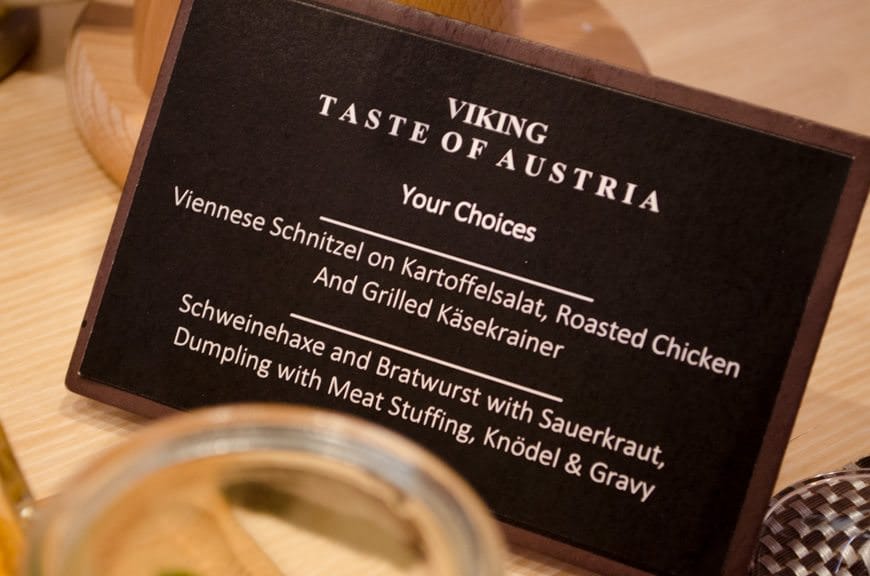 VIKING
TASTE OF AUSTRIA
Your Choices
Viennese Schnitzel on Kartoffelsalat, Roasted Chicken
And Grilled Käsekrainer
Schweinehaxe and Bratwurst with Sauerkraut,
Dumpling with Meat Stuffing, Knödel & Gravy